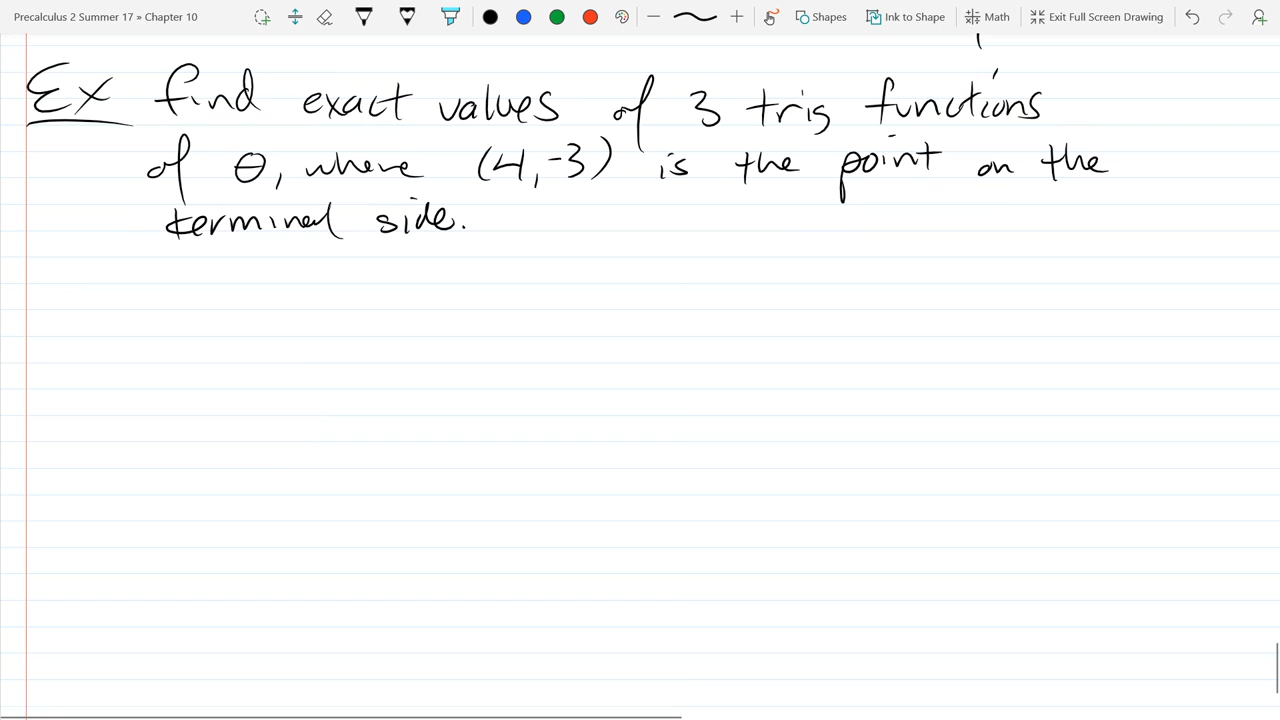 Precalculus 2 Summer 17 » Chapter 10
Shapes
Ink to Shape
Math
Exit Full Screen Drawing
Ex find exact values of 3 trig functions
of θ, where (4,-3) is the point on the
terminal side.